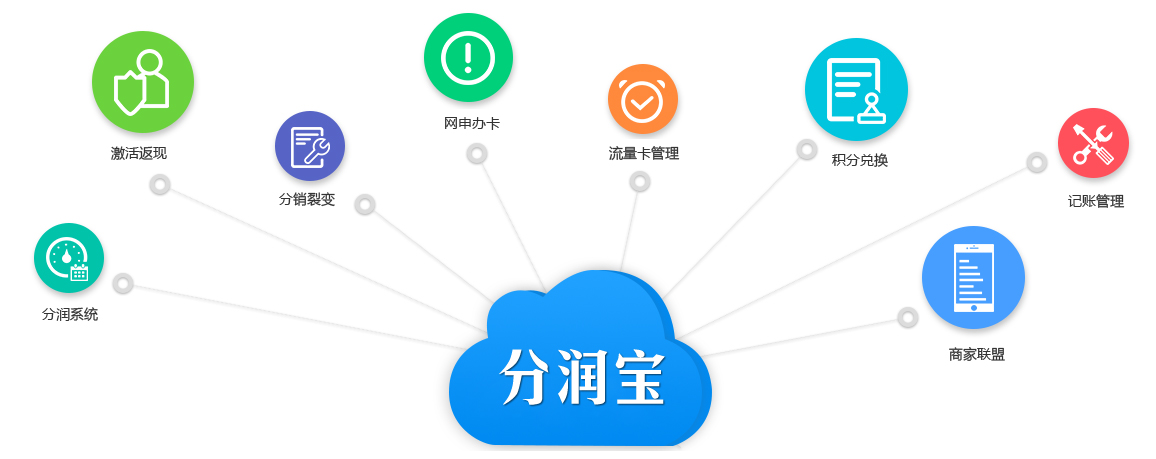 网申办卡
激活返现
流量卡管理
积分兑换
分销裂变
记账管理
分润系统
商家联盟
分润宝